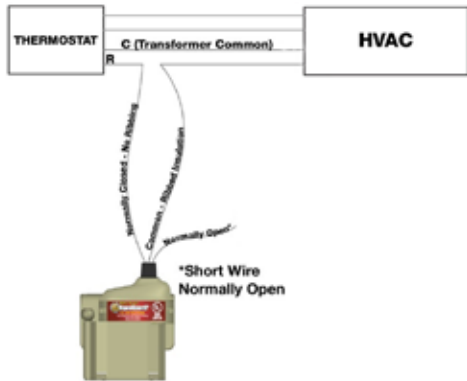 THERMOSTAT
HVAC
C (Transformer Common)
R
Normally Closed - No Ribbing
Common - Ribbed Insulation
Normally Open*
*Short Wire
Normally Open